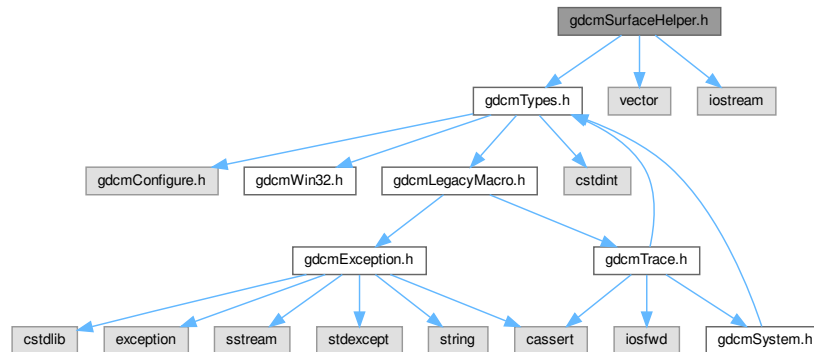 gdcmSurfaceHelper.h
gdcmTypes.h
vector
iostream
gdcmConfigure.h
gdcmWin32.h
gdcmLegacyMacro.h
cstdint
gdcmException.h
gdcmTrace.h
cstdlib
exception
sstream
stdexcept
string
cassert
iosfwd
gdcmSystem.h